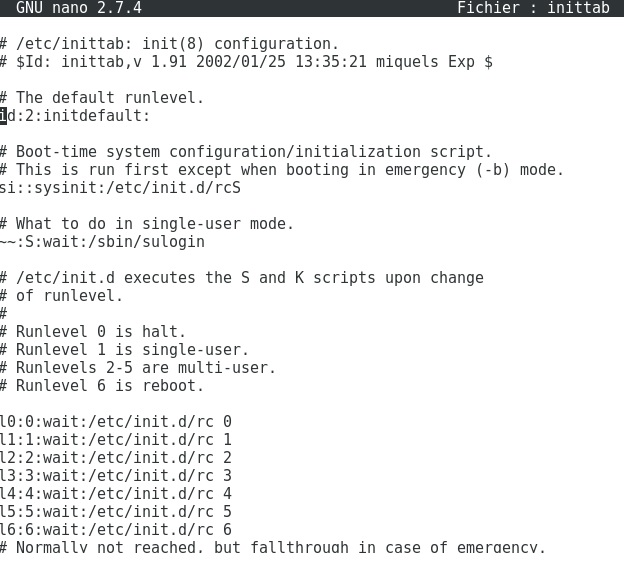 GNU nano 2.7.4 Fichier : inittab
# /etc/inittab: init(8) configuration.
# $Id: inittab,v 1.91 2002/01/25 13:35:21 miquels Exp $
# The default runlevel.
id:2:initdefault:
# Boot-time system configuration/initialization script.
# This is run first except when booting in emergency (-b) mode.
si::sysinit:/etc/init.d/rcS
# What to do in single-user mode.
~~:S:wait:/sbin/sulogin
# /etc/init.d executes the S and K scripts upon change
# of runlevel.
#
# Runlevel 0 is halt.
# Runlevel 1 is single-user.
# Runlevels 2-5 are multi-user.
# Runlevel 6 is reboot.
l0:0:wait:/etc/init.d/rc 0
l1:1:wait:/etc/init.d/rc 1
l2:2:wait:/etc/init.d/rc 2
l3:3:wait:/etc/init.d/rc 3
l4:4:wait:/etc/init.d/rc 4
l5:5:wait:/etc/init.d/rc 5
l6:6:wait:/etc/init.d/rc 6
# Normally not reached, but fallthrough in case of emergency.